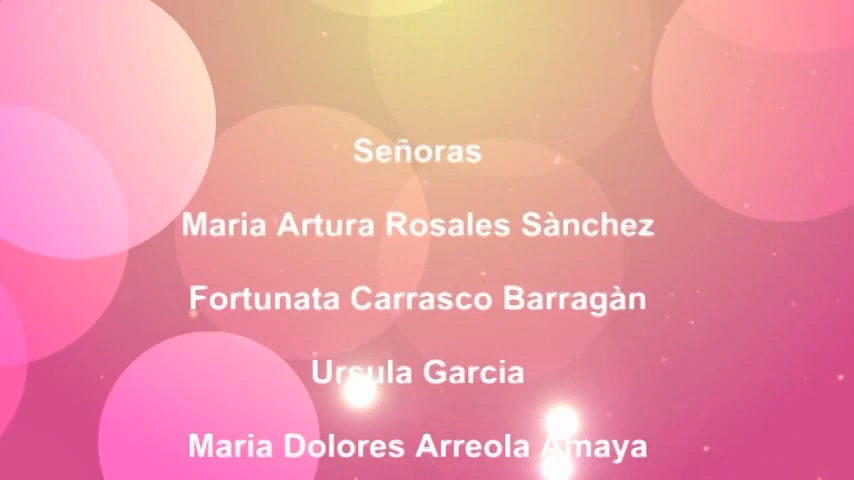 Señoras
Maria Artura Rosales Sànchez
Fortunata Carrasco Barragàn
Ursula Garcia
Maria Dolores Arreola Amaya